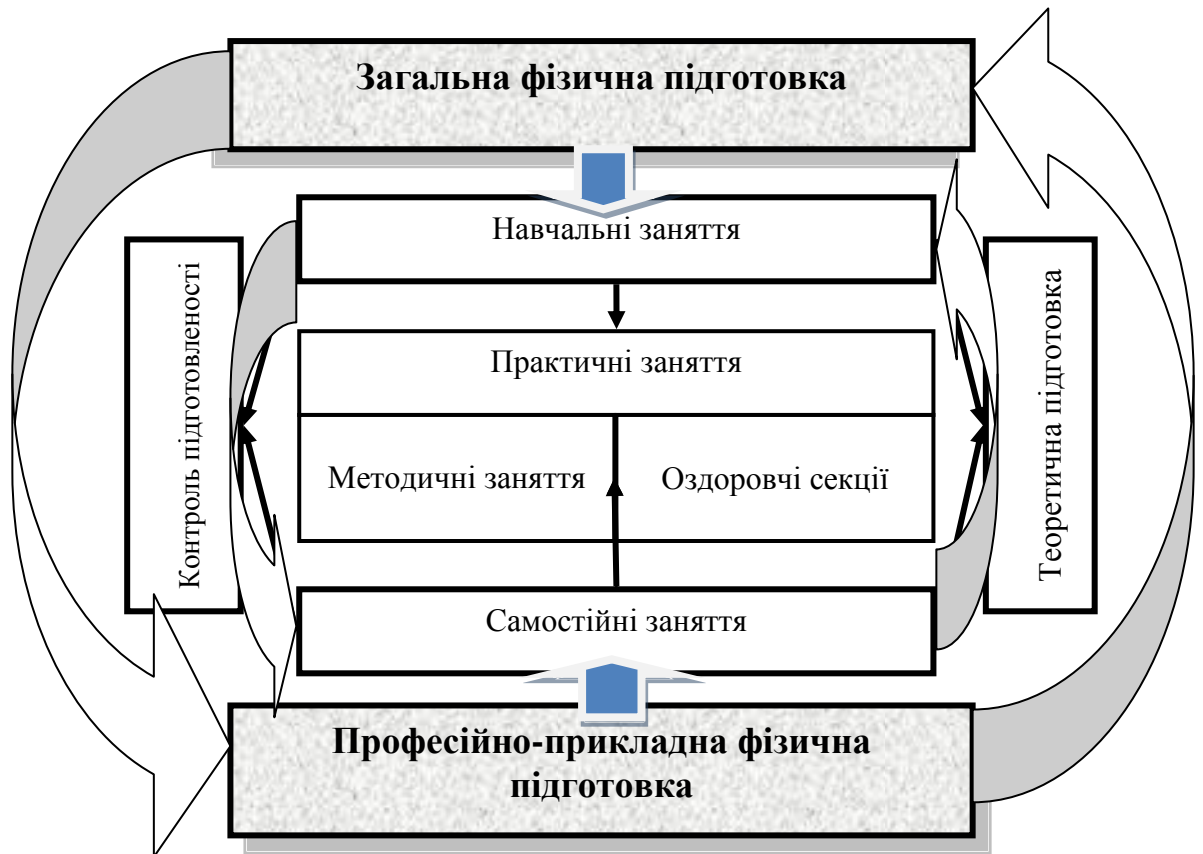 Загальна фізична підготовка
Навчальні заняття
Контроль підготовленості
Теоретична підготовка
Практичні заняття
Методичні заняття
Оздоровчі секції
Самостійні заняття
Професійно-прикладна фізична
підготовка